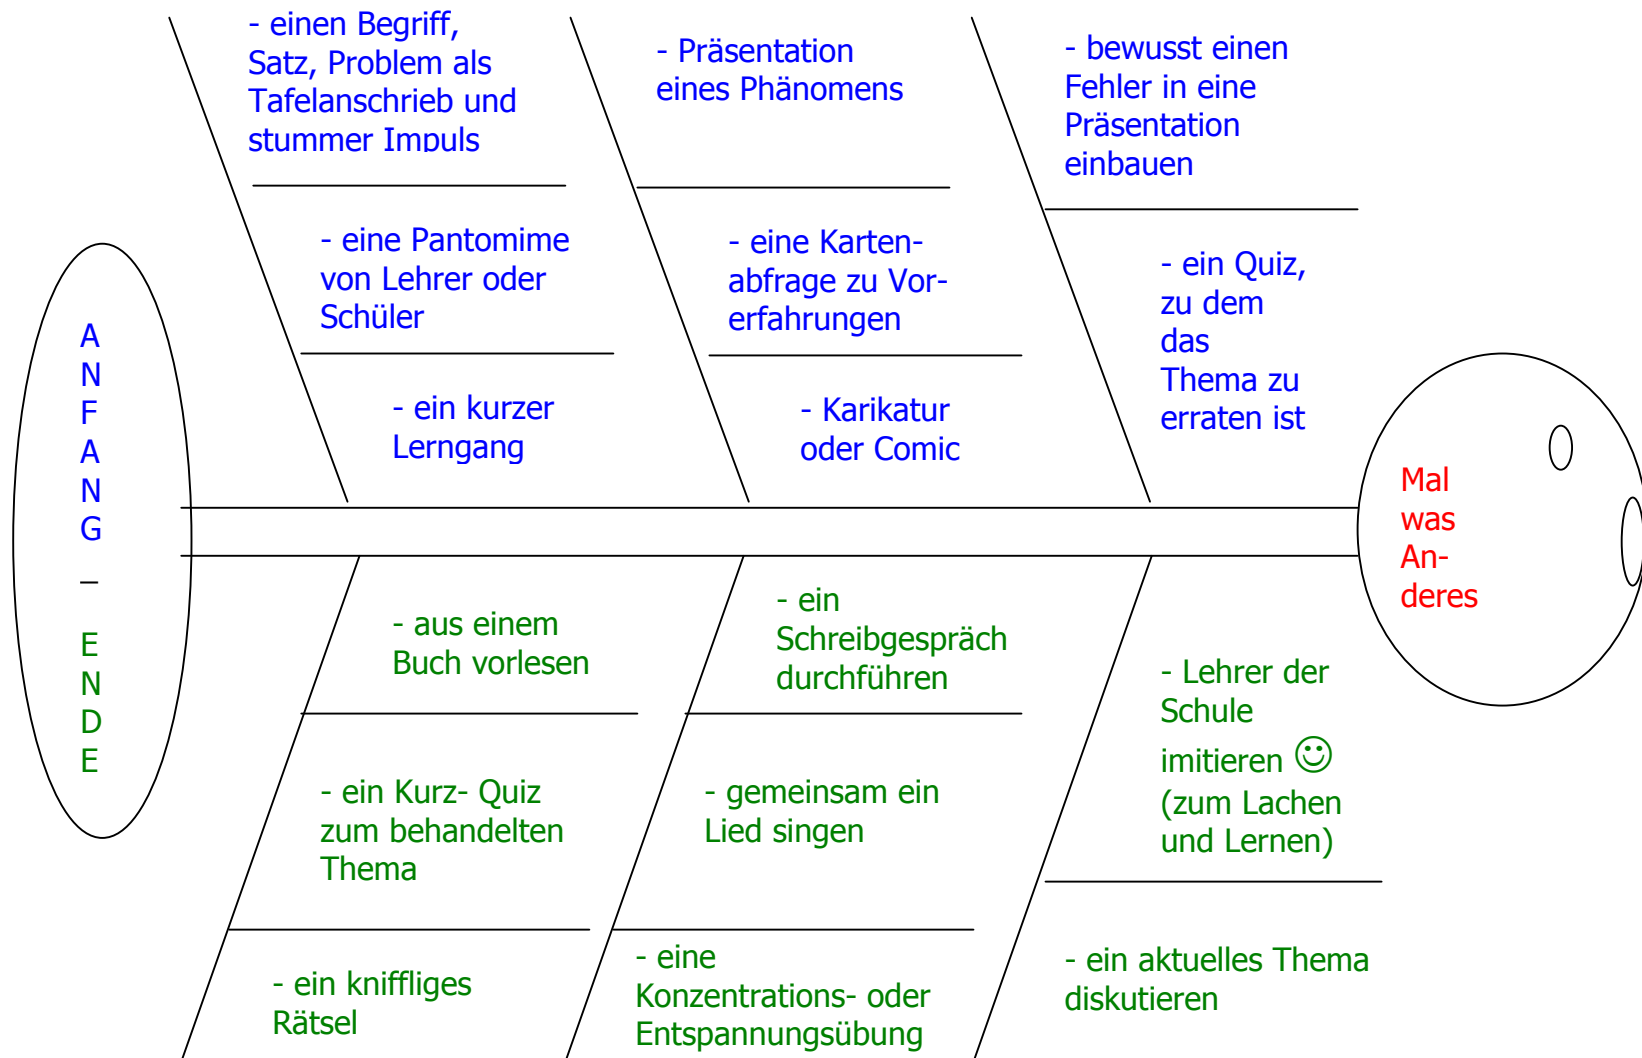 - einen Begriff,
Satz, Problem als
Tafelanschrieb und
stummer Impuls
- eine Pantomime
von Lehrer oder
Schüler
- ein kurzer
Lerngang
- Präsentation
eines Phänomens
- eine Karten-
abfrage zu Vor-
erfahrungen
- Karikatur
oder Comic
- bewusst einen
Fehler in eine
Präsentation
einbauen
- ein Quiz,
zu dem
das
Thema zu
erraten ist
A
N
F
A
N
G
–
E
N
D
E
Mal
was
An-
deres
- aus einem
Buch vorlesen
- ein Kurz- Quiz
zum behandelten
Thema
- ein kniffliges
Rätsel
- ein
Schreibgespräch
durchführen
- gemeinsam ein
Lied singen
- eine
Konzentrations- oder
Entspannungsübung
- Lehrer der
Schule
imitieren ☺
(zum Lachen
und Lernen)
- ein aktuelles Thema
diskutieren